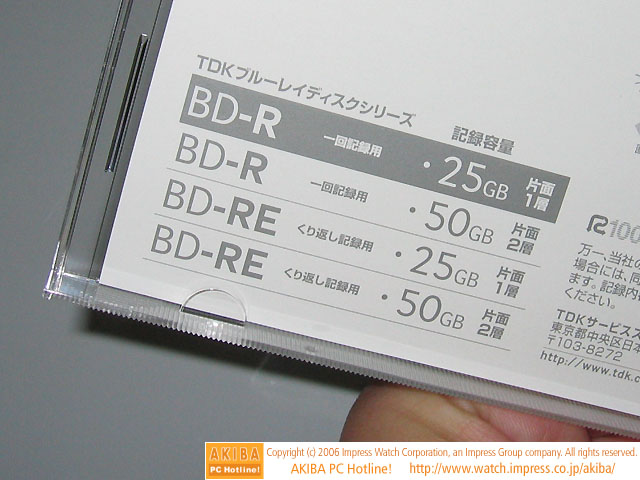 TDKブルーレイディスクシリーズ
記録容量
BD-R 一回記録用 ・25GB 片面1層
BD-R 一回記録用 ・50GB 片面2層
BD-RE くり返し記録用 ・25GB 片面1層
BD-RE くり返し記録用 ・50GB 片面2層
R100
万一、当社の
場合には、同
ます。記録内
ください。
TDKサービス
東京都中央区日本
〒103-8272
http://www.tdk.c
AKIBA PC Hotline!
Copyright (c) 2006 Impress Watch Corporation, an Impress Group company. All rights reserved.
AKIBA PC Hotline! http://www.watch.impress.co.jp/akiba/